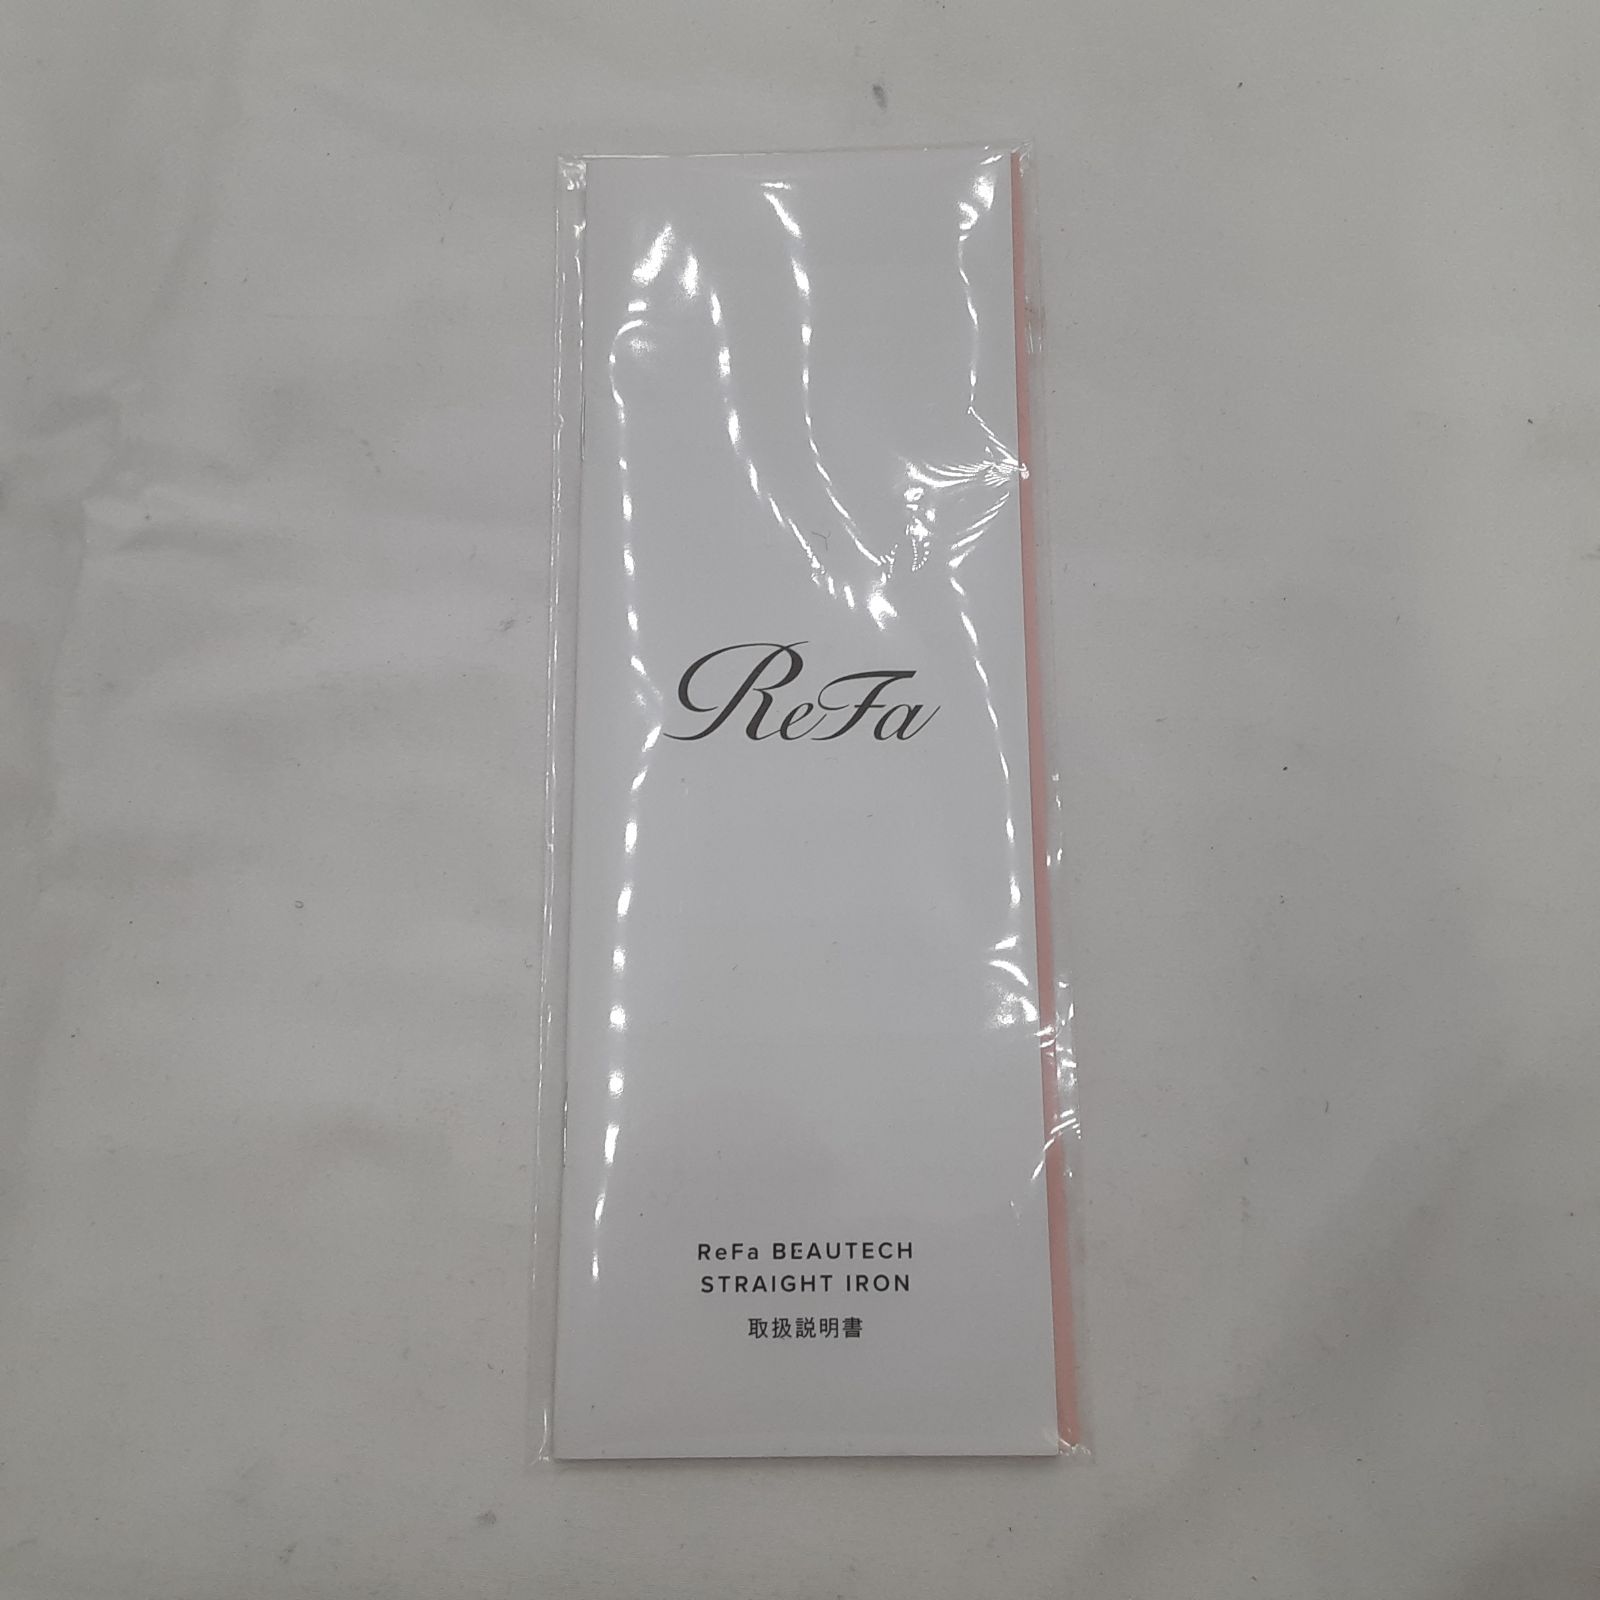 ReFa
ReFa BEAUTECH
STRAIGHT IRON
取扱説明書